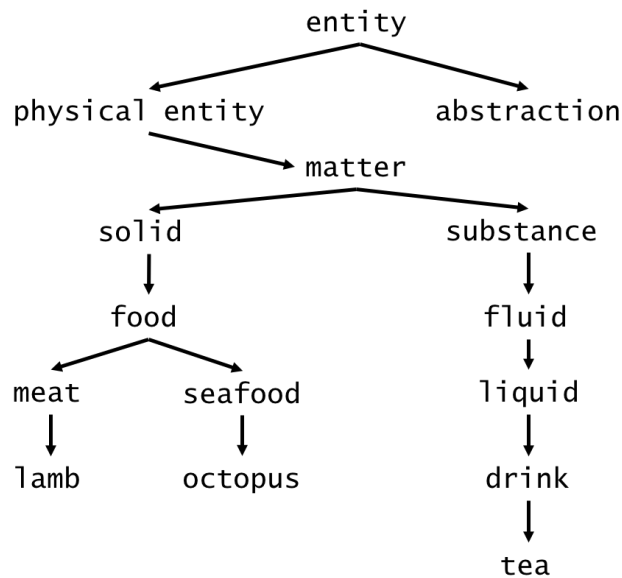 entity
physical entity abstraction
matter
solid substance
food fluid
meat seafood liquid
lamb octopus drink
tea